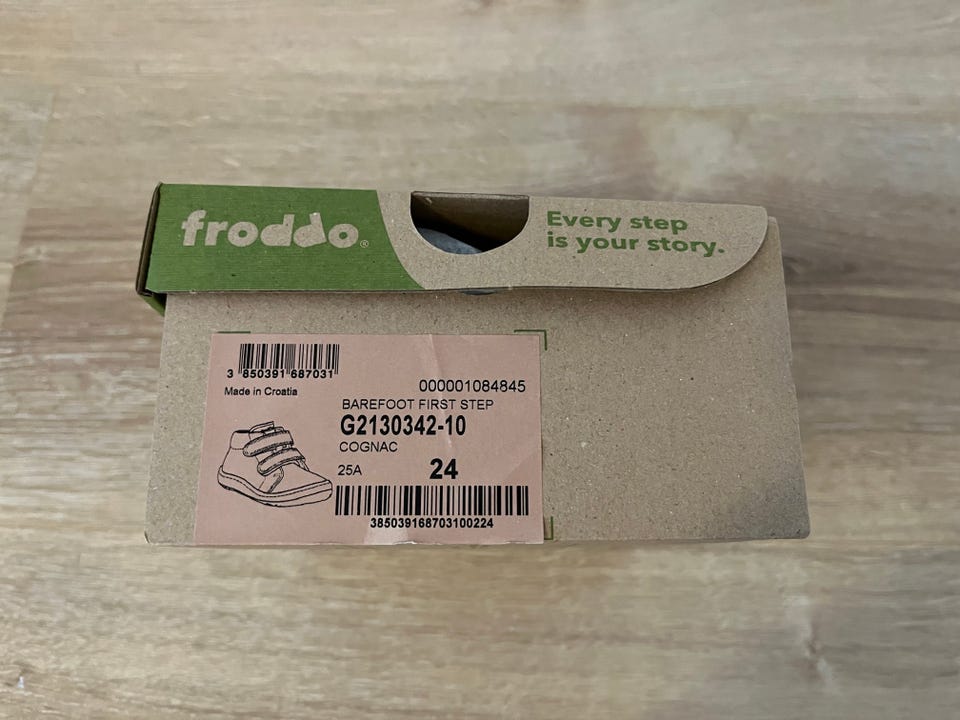 froddo®
Every step
is your story.
3 850391 687031
Made in Croatia
000001084845
BAREFOOT FIRST STEP
G2130342-10
COGNAC
25A 24
385039168703100224